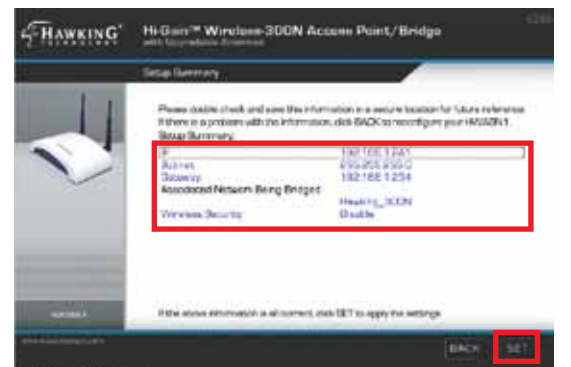 HAWKING
TECHNOLOGY
Hi-Gain™ Wireless-300N Access Point/Bridge
with Upgradable Antennas
Setup Summary
Please double check and save this information in a secure location for future reference.
If there is a problem with the information, click BACK to reconfigure your HWABN1.
Setup Summary:
IP 192.168.1.241
Subnet 255.255.255.0
Gateway 192.168.1.254
Associated Network Being Bridged
Hawking_300N
Wireless Security Disable
If the above information is all correct, click SET to apply the settings
BACK SET